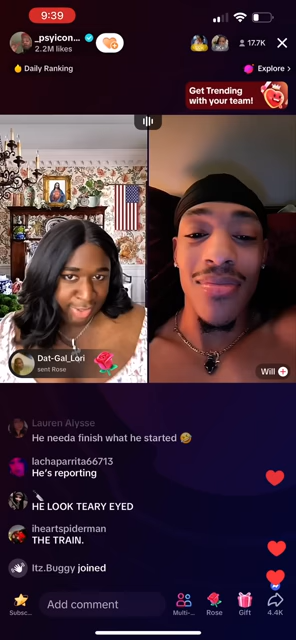 9:39
_psyicon...
2.2M likes
17.7K
Daily Ranking
Explore >
Get Trending
with your team!
Dat-Gal_Lori
sent Rose
Will
Lauren Alysse
He needa finish what he started 🤣
lachaparrita66713
He's reporting
HE LOOK TEARY EYED
iheartspiderman
THE TRAIN.
Itz.Buggy joined
Subsc...
Add comment
Multi-...
Rose
Gift
4.4K